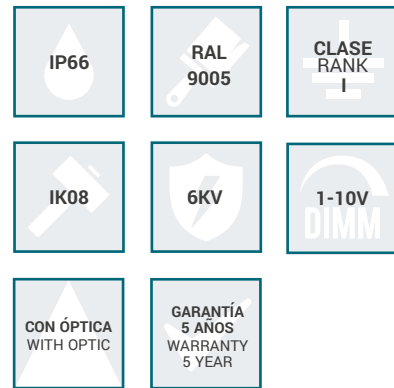 IP66
RAL
9005
CLASE
RANK
I
IK08
6KV
1-10V
DIMM
CON ÓPTICA
WITH OPTIC
GARANTÍA
5 AÑOS
WARRANTY
5 YEAR